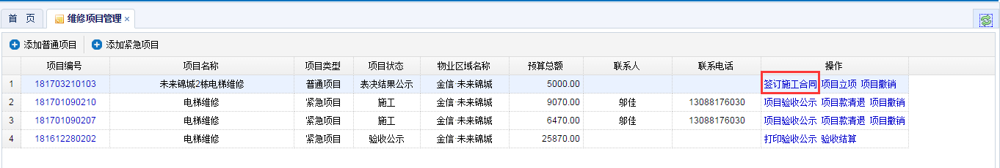 首 页 维修项目管理 ×
添加普通项目 添加紧急项目
项目编号 项目名称 项目类型 项目状态 物业区域名称 预算总额 联系人 联系电话 操作
1 181703210103 未来锦城2栋电梯维修 普通项目 表决结果公示 金信·未来锦城 5000.00 签订施工合同 项目立项 项目撤销
2 181701090210 电梯维修 紧急项目 施工 金信·未来锦城 9070.00 邬佳 13088176030 项目验收公示 项目款清退 项目撤销
3 181701090207 电梯维修 紧急项目 施工 金信·未来锦城 6470.00 邬佳 13088176030 项目验收公示 项目款清退 项目撤销
4 181612280202 电梯维修 紧急项目 验收公示 金信·未来锦城 25870.00 打印验收公示 验收结算